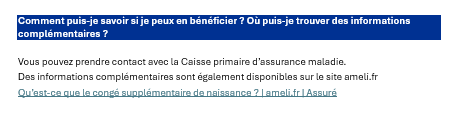 Comment puis-je savoir si je peux en bénéficier ? Où puis-je trouver des informations
complémentaires ?
Vous pouvez prendre contact avec la Caisse primaire d'assurance maladie.
Des informations complémentaires sont également disponibles sur le site ameli.fr
Qu'est-ce que le congé supplémentaire de naissance ? | ameli.fr | Assuré